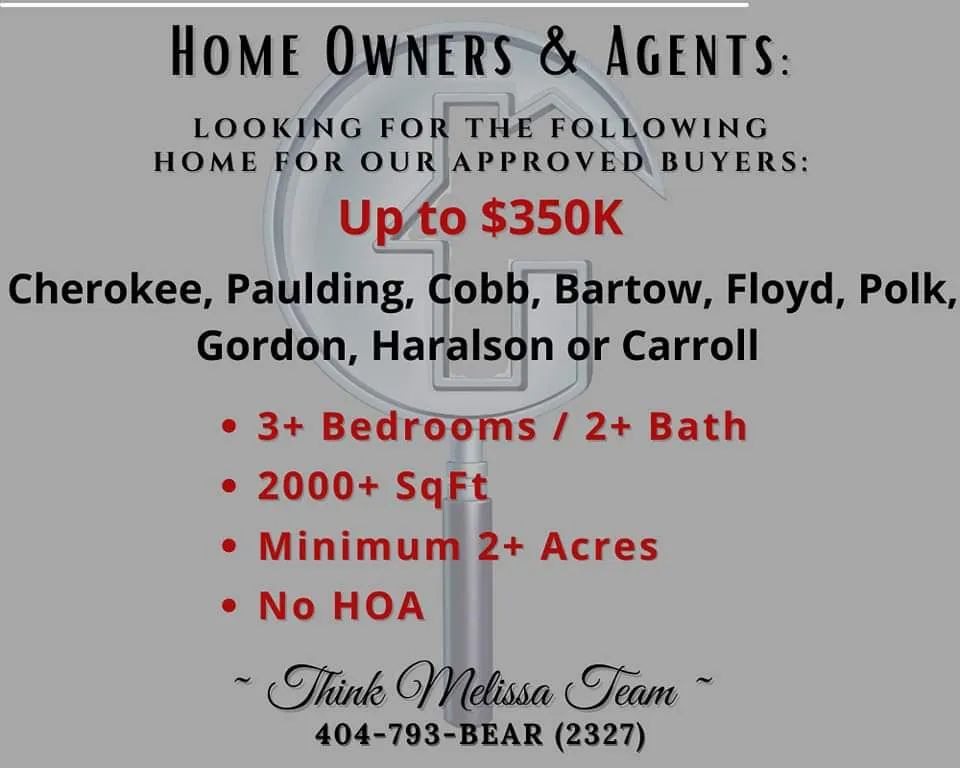 Home Owners & Agents:
LOOKING FOR THE FOLLOWING
HOME FOR OUR APPROVED BUYERS:
Up to $350K
Cherokee, Paulding, Cobb, Bartow, Floyd, Polk,
Gordon, Haralson or Carroll
• 3+ Bedrooms / 2+ Bath
• 2000+ SqFt
• Minimum 2+ Acres
• No HOA
~ Think Melissa Team ~
404-793-BEAR (2327)